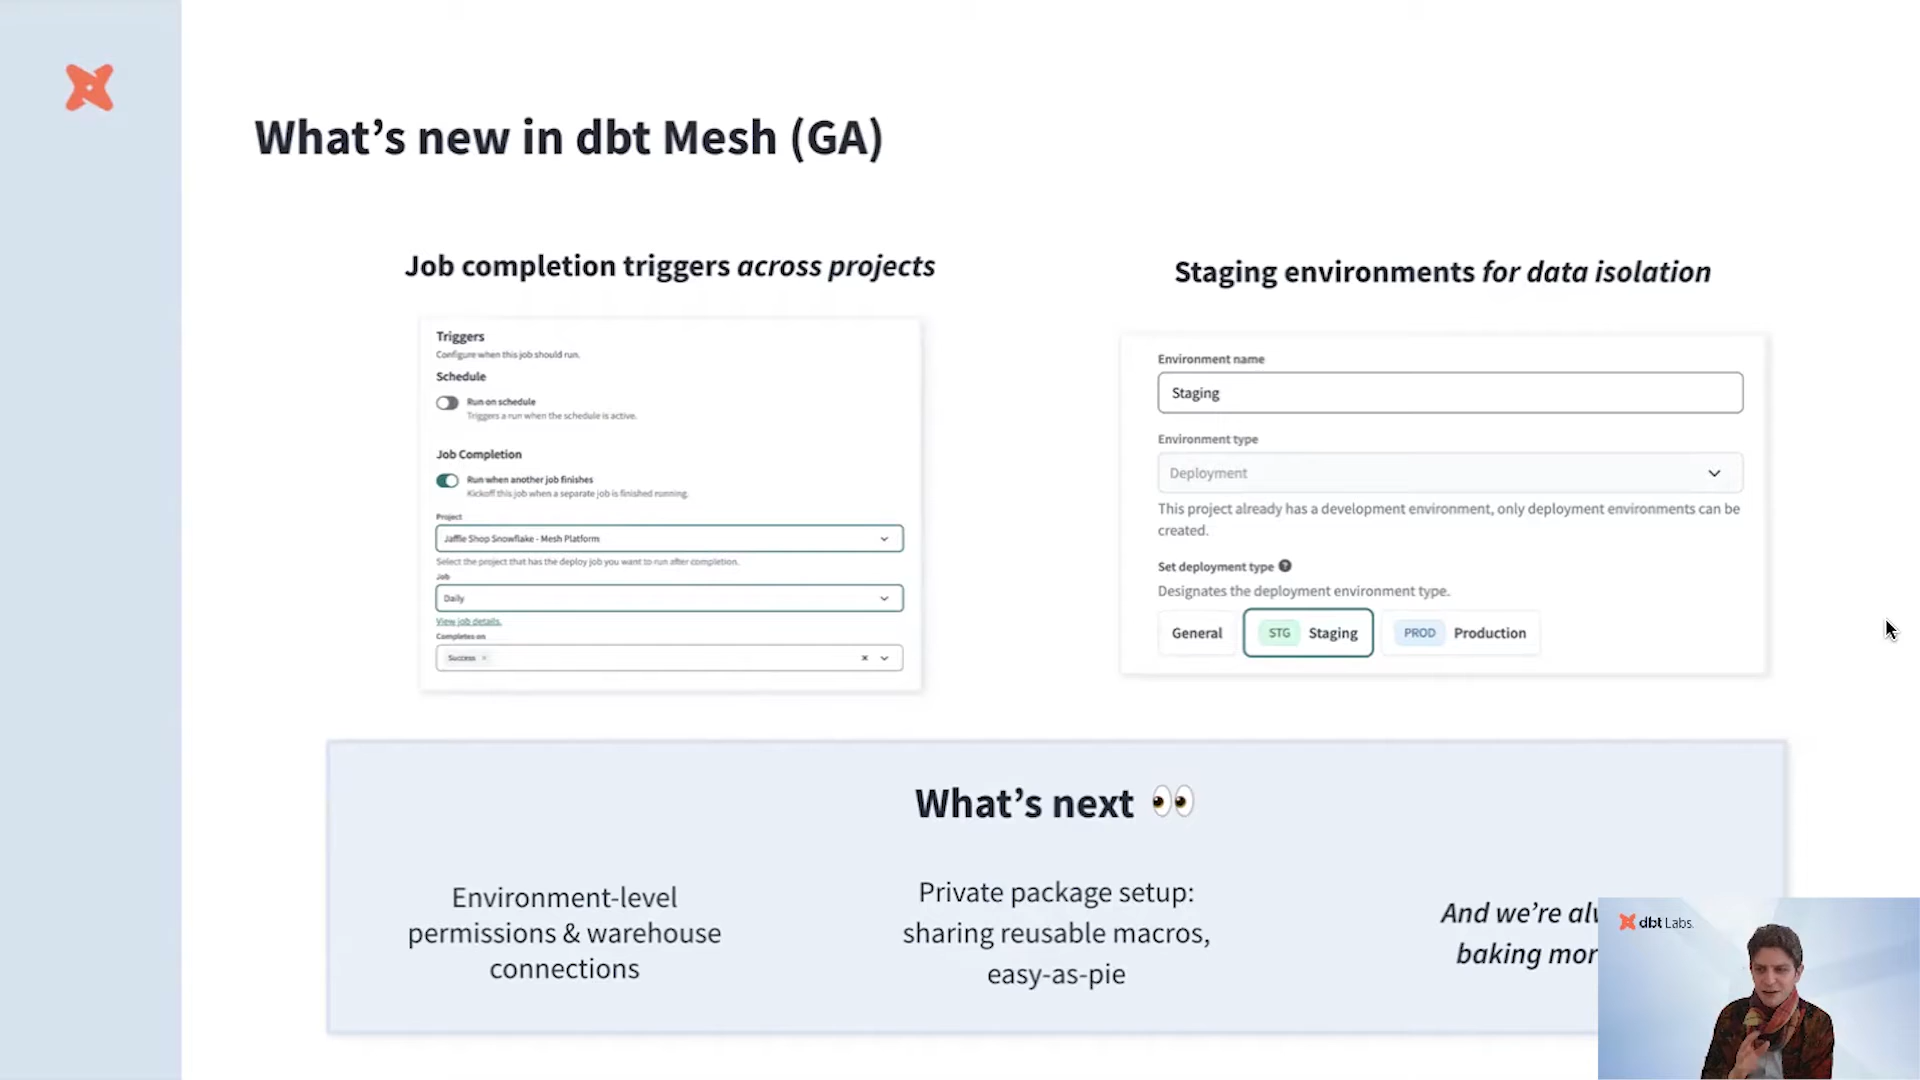 What’s new in dbt Mesh (GA)
Job completion triggers across projects
Triggers
Configure when this job should run.
Schedule
Run on schedule
Triggers a run when the schedule is active.
Job Completion
Run when another job finishes
Kickoff this job when a separate job is finished running.
Project
Jaffle Shop Snowflake - Mesh Platform
Select the project that has the deploy job you want to run after completion.
Job
Daily
View job details.
Completes on
Success ×
Staging environments for data isolation
Environment name
Staging
Environment type
Deployment
This project already has a development environment, only deployment environments can be
created.
Set deployment type ?
Designates the deployment environment type.
General STG Staging PROD Production
What’s next 👀
Environment-level
permissions & warehouse
connections
Private package setup:
sharing reusable macros,
easy-as-pie
And we’re
baking
dbt Labs